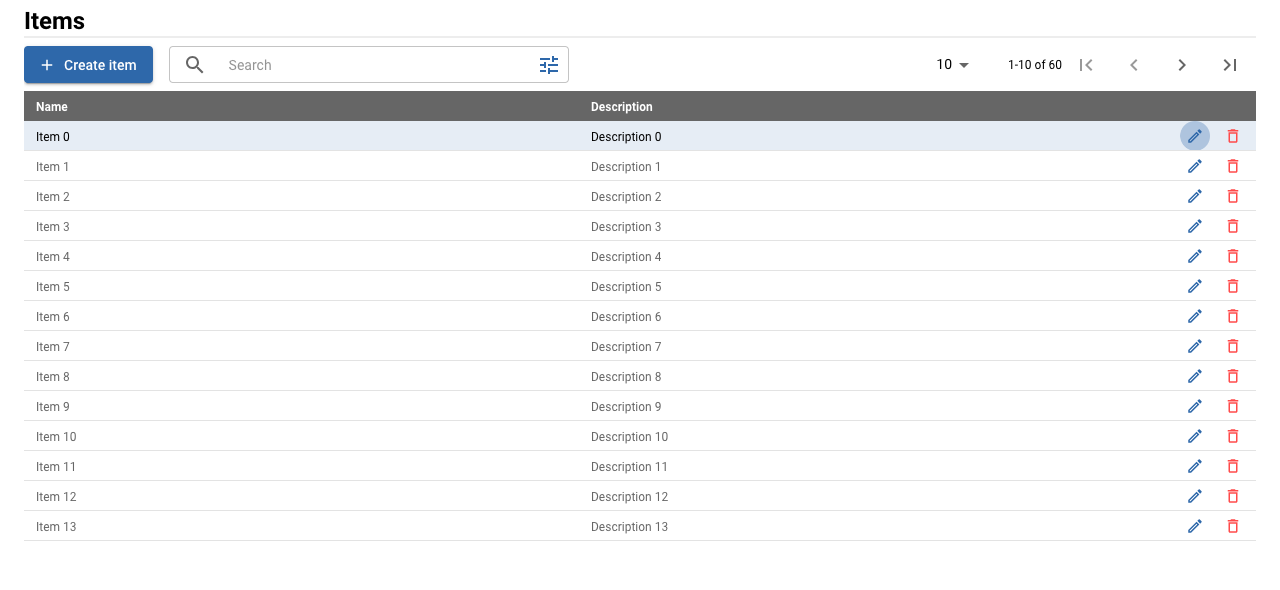 Items
Create item Search 10 1-10 of 60
Name Description
Item 0 Description 0
Item 1 Description 1
Item 2 Description 2
Item 3 Description 3
Item 4 Description 4
Item 5 Description 5
Item 6 Description 6
Item 7 Description 7
Item 8 Description 8
Item 9 Description 9
Item 10 Description 10
Item 11 Description 11
Item 12 Description 12
Item 13 Description 13